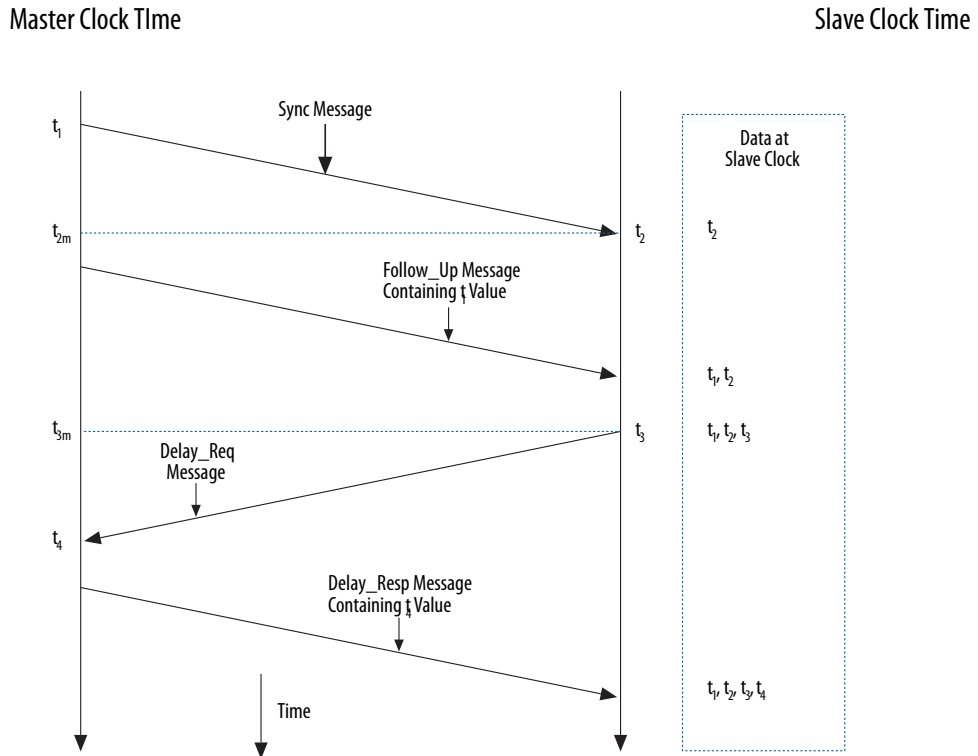 Master Clock TIme
Slave Clock Time
Sync Message
Data at
Slave Clock
t1
t2m
t2
t2
Follow_Up Message
Containing t1 Value
t1, t2
t3m
t3
t1, t2, t3
Delay_Req
Message
t4
Delay_Resp Message
Containing t4 Value
t1, t2, t3, t4
Time